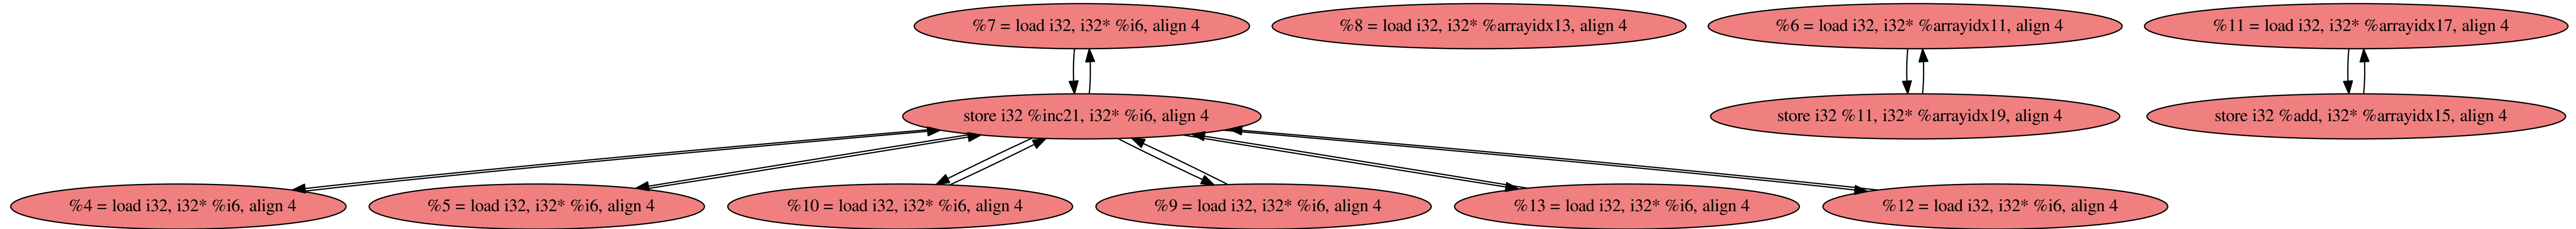 %7 = load i32, i32* %i6, align 4
%8 = load i32, i32* %arrayidx13, align 4
%6 = load i32, i32* %arrayidx11, align 4
%11 = load i32, i32* %arrayidx17, align 4
store i32 %inc21, i32* %i6, align 4
store i32 %11, i32* %arrayidx19, align 4
store i32 %add, i32* %arrayidx15, align 4
%4 = load i32, i32* %i6, align 4
%5 = load i32, i32* %i6, align 4
%10 = load i32, i32* %i6, align 4
%9 = load i32, i32* %i6, align 4
%13 = load i32, i32* %i6, align 4
%12 = load i32, i32* %i6, align 4